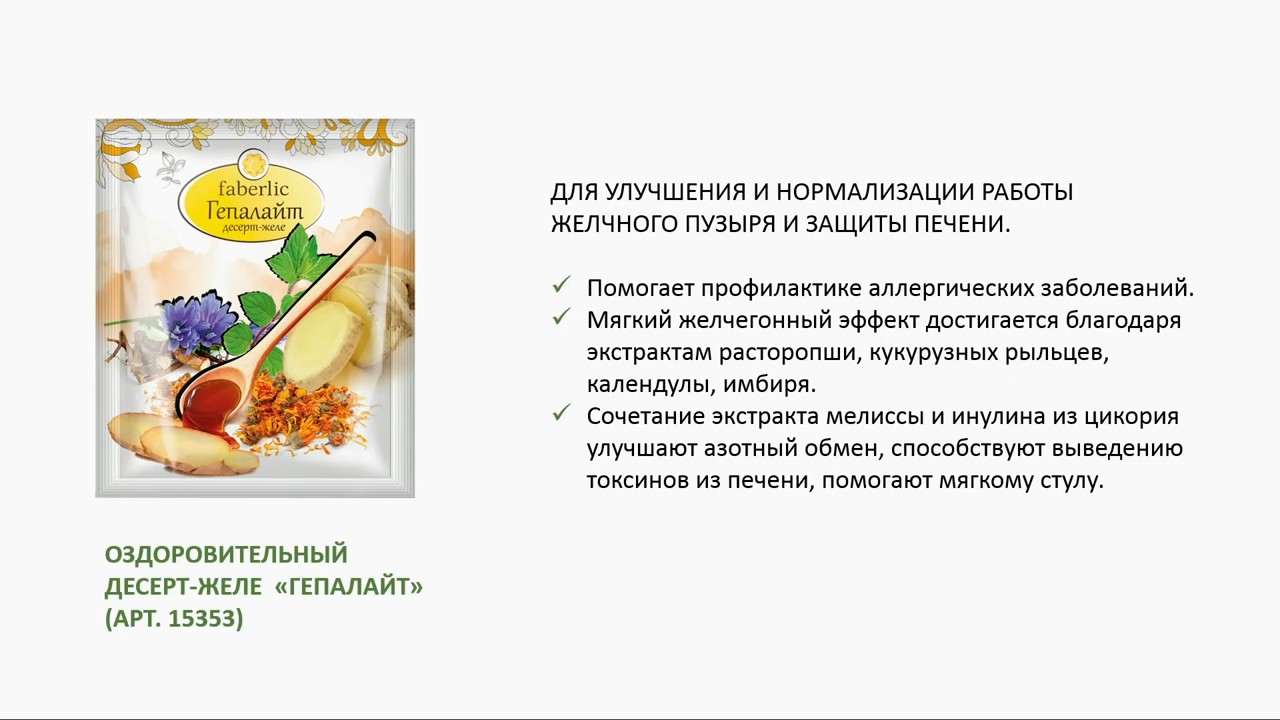 faberlic
Гепалайт
десерт-желе
ДЛЯ УЛУЧШЕНИЯ И НОРМАЛИЗАЦИИ РАБОТЫ
ЖЕЛЧНОГО ПУЗЫРЯ И ЗАЩИТЫ ПЕЧЕНИ.
✓ Помогает профилактике аллергических заболеваний.
✓ Мягкий желчегонный эффект достигается благодаря
экстрактам расторопши, кукурузных рыльцев,
календулы, имбиря.
✓ Сочетание экстракта мелиссы и инулина из цикория
улучшают азотный обмен, способствуют выведению
токсинов из печени, помогают мягкому стулу.
ОЗДОРОВИТЕЛЬНЫЙ
ДЕСЕРТ-ЖЕЛЕ «ГЕПАЛАЙТ»
(АРТ. 15353)